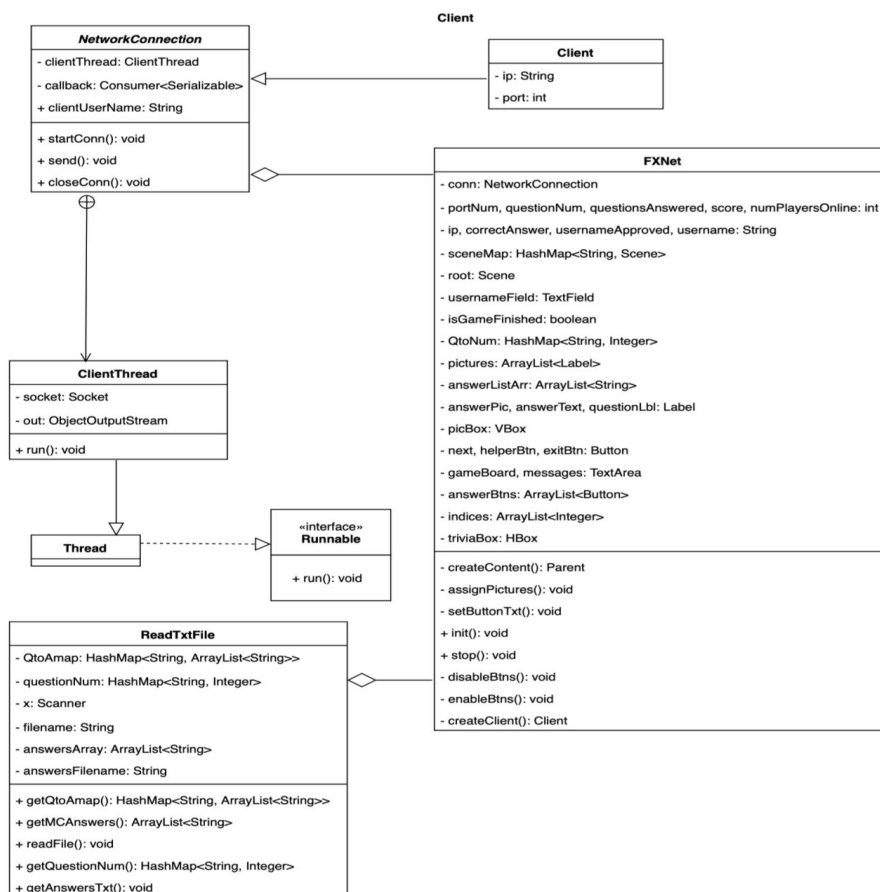 Client
NetworkConnection
- clientThread: ClientThread
- callback: Consumer<Serializable>
+ clientUserName: String
+ startConn(): void
+ send(): void
+ closeConn(): void
Client
- ip: String
- port: int
FXNet
- conn: NetworkConnection
- portNum, questionNum, questionsAnswered, score, numPlayersOnline: int
- ip, correctAnswer, usernameApproved, username: String
- sceneMap: HashMap<String, Scene>
- root: Scene
- usernameField: TextField
- isGameFinished: boolean
- QtoNum: HashMap<String, Integer>
- pictures: ArrayList<Label>
- answerListArr: ArrayList<String>
- answerPic, answerText, questionLbl: Label
- picBox: VBox
- next, helperBtn, exitBtn: Button
- gameBoard, messages: TextArea
- answerBtns: ArrayList<Button>
- indices: ArrayList<Integer>
- triviaBox: HBox
- createContent(): Parent
- assignPictures(): void
- setButtonTxt(): void
+ init(): void
+ stop(): void
- disableBtns(): void
- enableBtns(): void
- createClient(): Client
ClientThread
- socket: Socket
- out: ObjectOutputStream
+ run(): void
Thread
«interface»
Runnable
+ run(): void
ReadTxtFile
- QtoAmap: HashMap<String, ArrayList<String>>
- questionNum: HashMap<String, Integer>
- x: Scanner
- filename: String
- answersArray: ArrayList<String>
- answersFilename: String
+ getQtoAmap(): HashMap<String, ArrayList<String>>
+ getMCAnswers(): ArrayList<String>
+ readFile(): void
+ getQuestionNum(): HashMap<String, Integer>
+ getAnswersTxt(): void